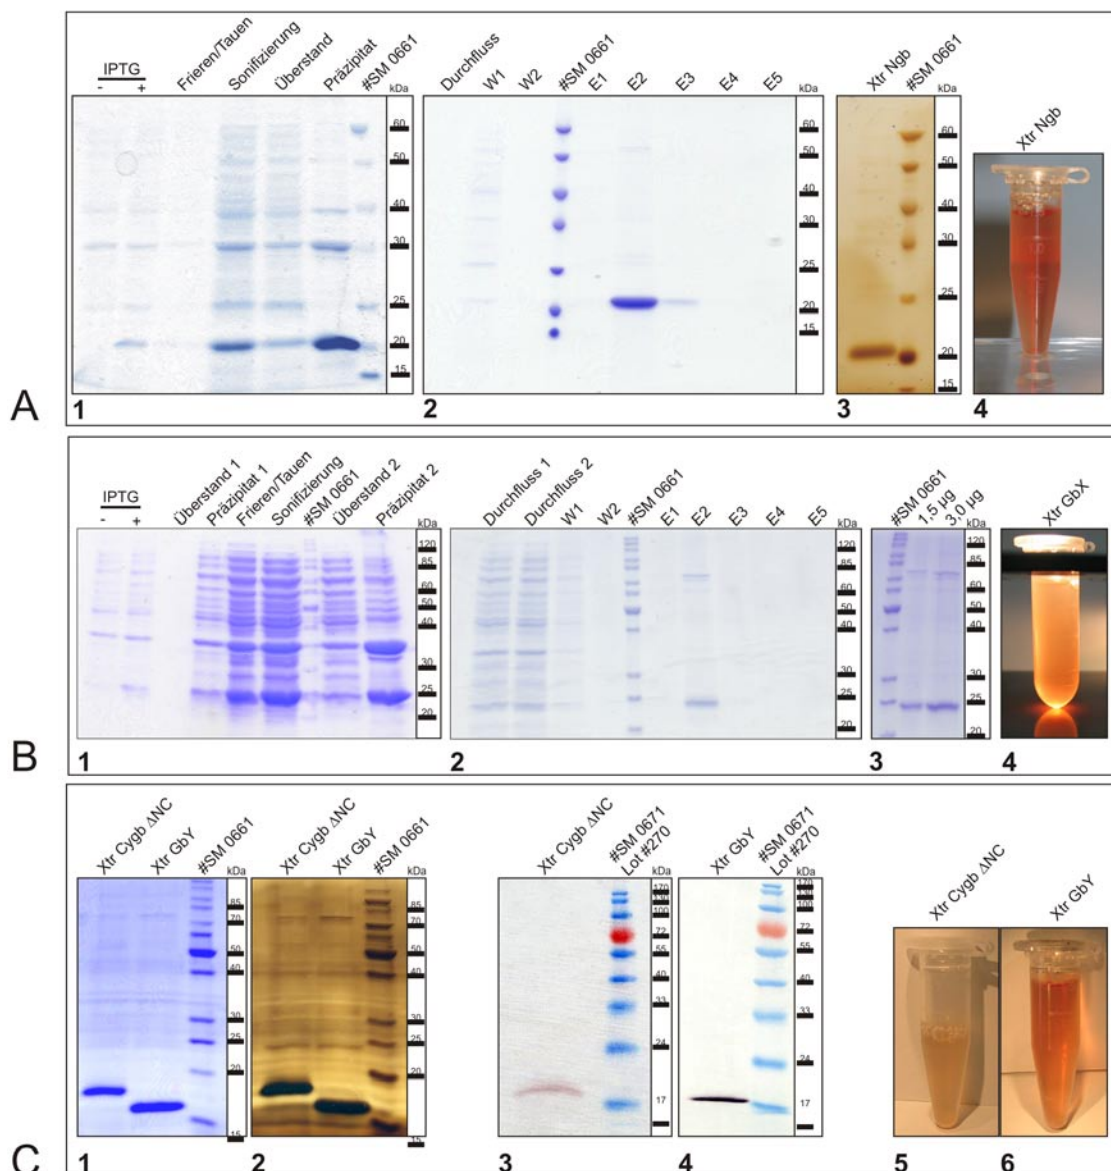 IPTG
-
+
Frieren/Tauen
Sonifizierung
Überstand
Präzipitat
#SM 0661
kDa
60
50
40
30
25
20
15
1
Durchfluss
W1
W2
#SM 0661
E1
E2
E3
E4
E5
kDa
60
50
40
30
25
20
15
2
Xtr Ngb
#SM 0661
kDa
60
50
40
30
25
20
15
3
Xtr Ngb
4
A
IPTG
-
+
Überstand 1
Präzipitat 1
Frieren/Tauen
Sonifizierung
#SM 0661
Überstand 2
Präzipitat 2
kDa
120
85
60
50
40
30
25
20
1
Durchfluss 1
Durchfluss 2
W1
W2
#SM 0661
E1
E2
E3
E4
E5
kDa
120
85
60
50
40
30
25
20
2
#SM 0661
1,5 µg
3,0 µg
kDa
120
85
60
50
40
30
25
20
3
Xtr GbX
4
B
Xtr Cygb ΔNC
Xtr GbY
#SM 0661
kDa
85
70
50
40
30
25
20
15
1
Xtr Cygb ΔNC
Xtr GbY
#SM 0661
kDa
85
70
50
40
30
25
20
15
2
Xtr Cygb ΔNC
#SM 0671
Lot #270
kDa
170
130
100
72
55
40
33
24
17
3
Xtr GbY
#SM 0671
Lot #270
kDa
170
130
100
72
55
40
33
24
17
4
Xtr Cygb ΔNC
5
Xtr GbY
6
C